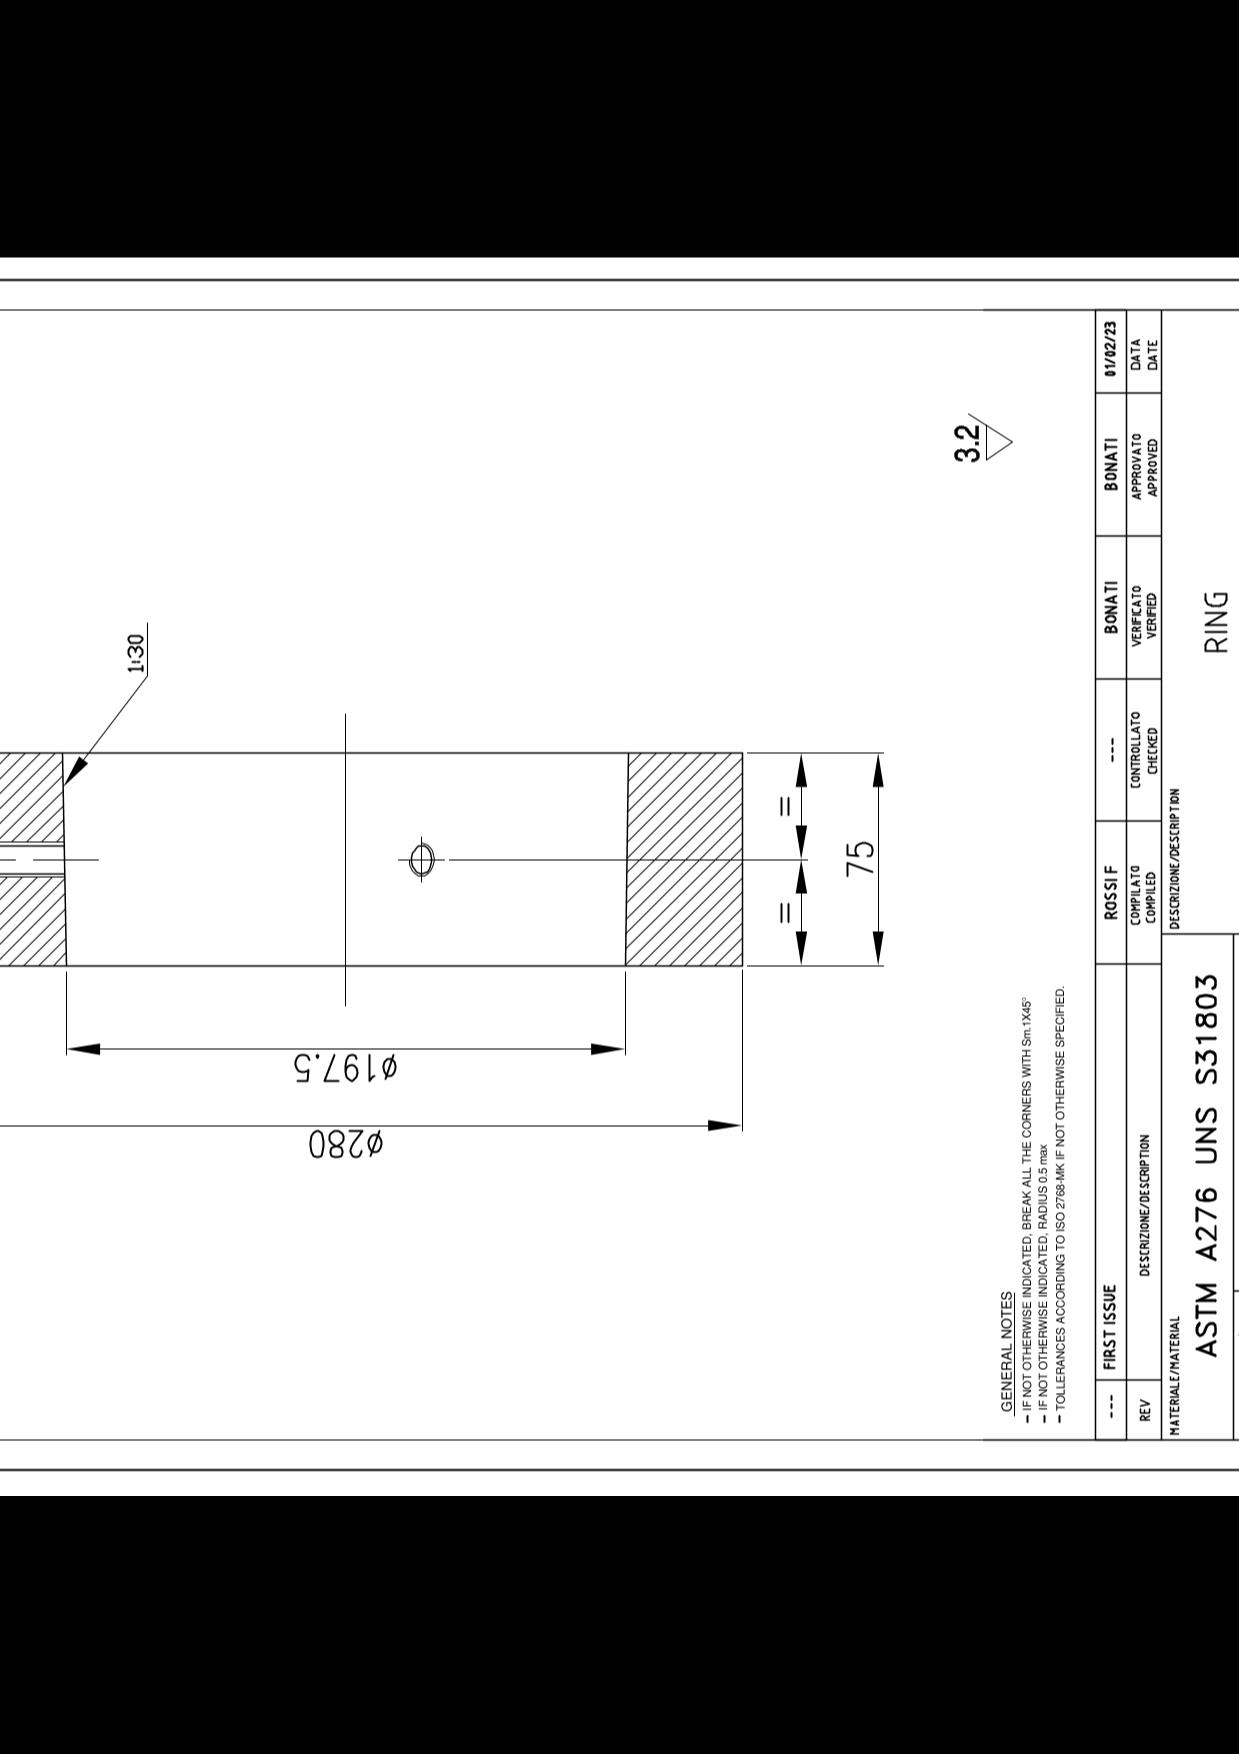 1:30
3.2
=
=
75
ø197.5
ø280
GENERAL NOTES
- IF NOT OTHERWISE INDICATED, BREAK ALL THE CORNERS WITH Sm.1X45°
- IF NOT OTHERWISE INDICATED, RADIUS 0.5 max
- TOLLERANCES ACCORDING TO ISO 2768-MK IF NOT OTHERWISE SPECIFIED.
--- FIRST ISSUE ROSSI F --- BONATI BONATI 01/02/23
REV DESCRIZIONE/DESCRIPTION COMPILATO CONTROLLATO VERIFICATO APPROVATO DATA
COMPILED CHECKED VERIFIED APPROVED DATE
MATERIALE/MATERIAL DESCRIZIONE/DESCRIPTION
ASTM A276 UNS S31803
RING